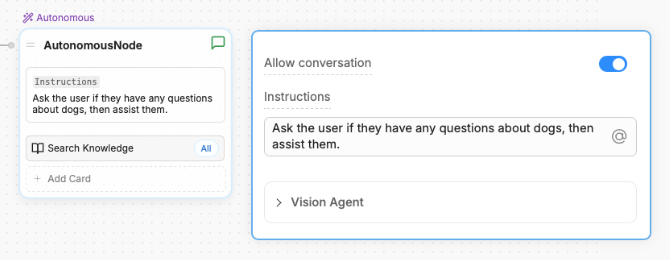 Autonomous
AutonomousNode
Instructions
Ask the user if they have any questions
about dogs, then assist them.
Search Knowledge All
+ Add Card
Allow conversation
Instructions
Ask the user if they have any questions about dogs, then
assist them.
@
Vision Agent